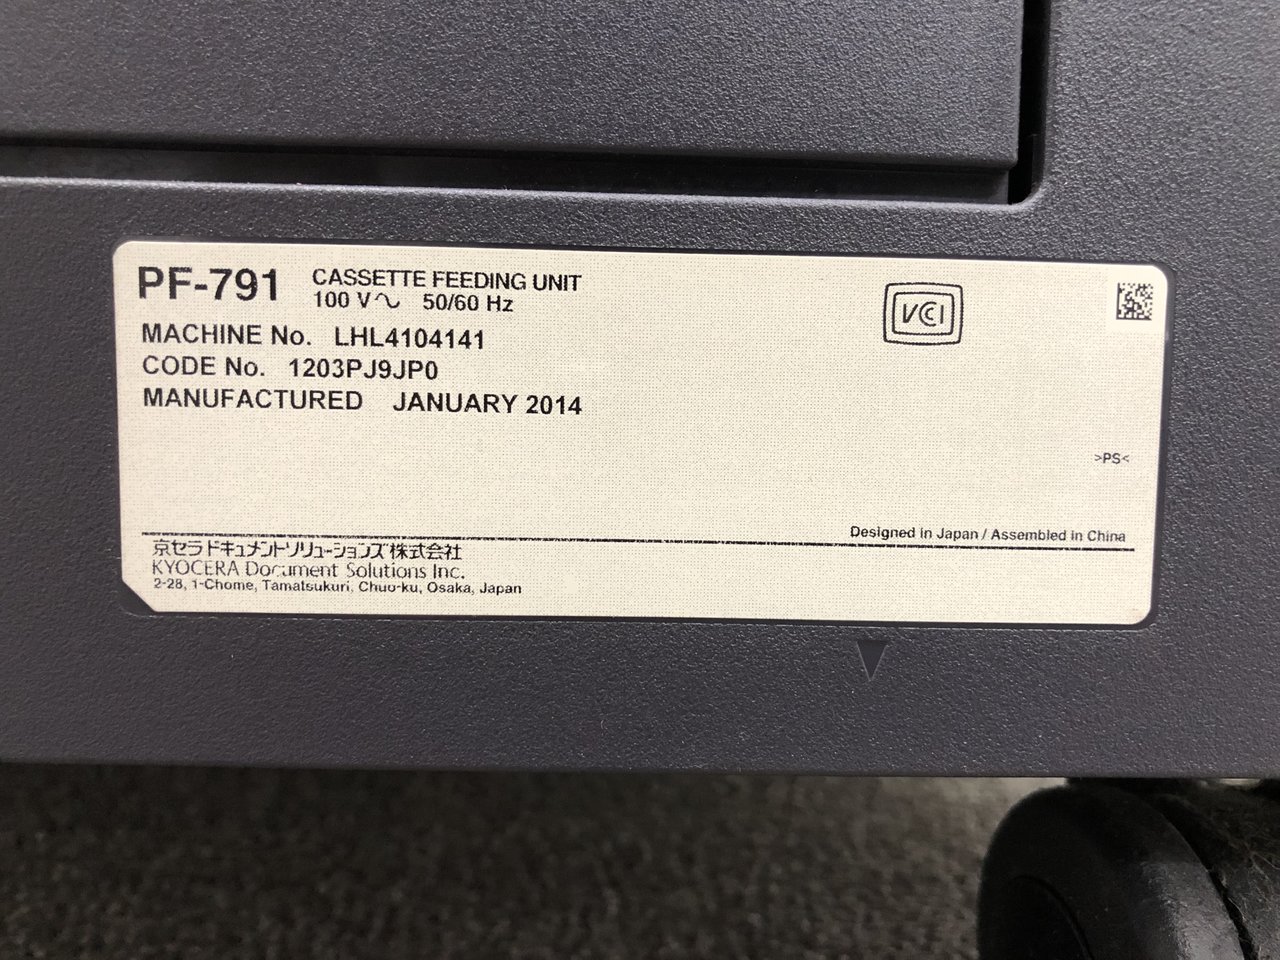 PF-791 CASSETTE FEEDING UNIT
100 V～ 50/60 Hz
MACHINE No. LHL4104141
CODE No. 1203PJ9JP0
MANUFACTURED JANUARY 2014
VCCI
>PS<
Designed in Japan / Assembled in China
京セラドキュメントソリューションズ株式会社
KYOCERA Document Solutions Inc.
2-28, 1-Chome, Tamatsukuri, Chuo-ku, Osaka, Japan